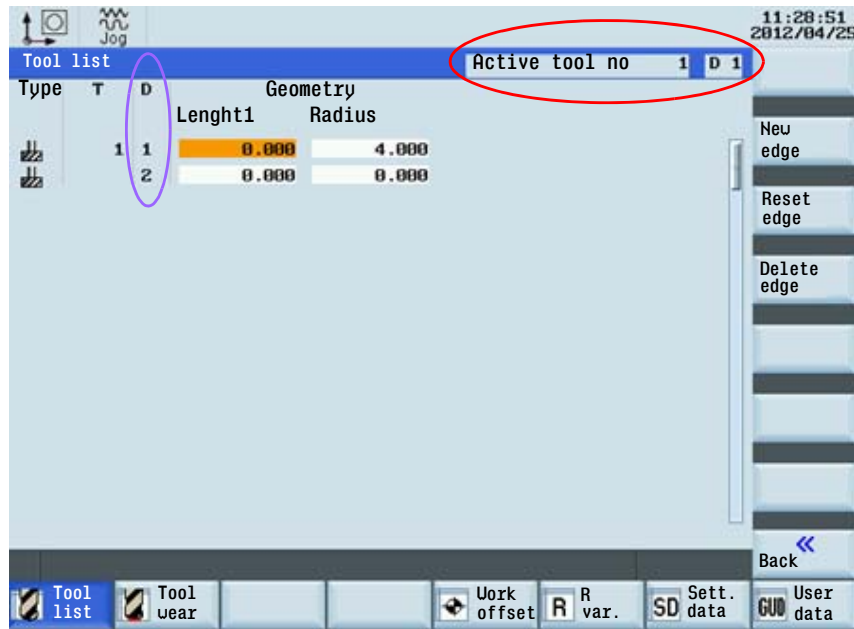 Jog
11:28:51
2012/04/25
Tool list
Active tool no 1 D 1
Type T D Geometry
Lenght1 Radius
1 1 0.000 4.000
2 0.000 0.000
New
edge
Reset
edge
Delete
edge
«
Back
Tool
list
Tool
wear
Work
offset
R R
var.
SD Sett.
data
GUD User
data